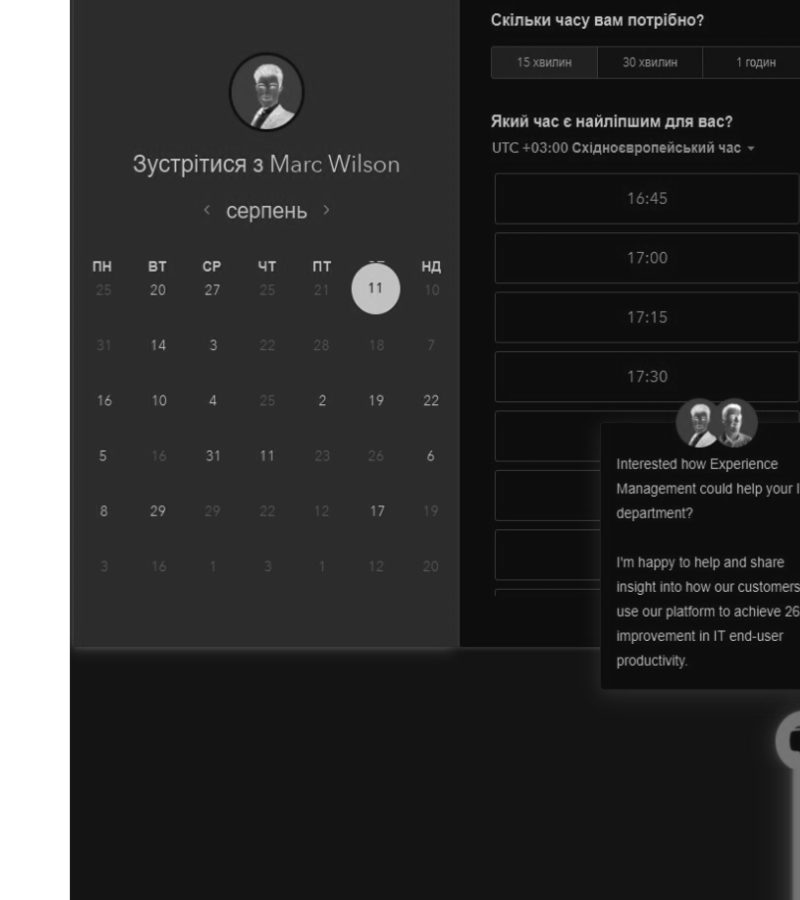 Зустрітися з Marc Wilson
‹ серпень ›
ПН ВТ СР ЧТ ПТ НД
25 20 27 25 21 11 10
31 14 3 22 28 18 7
16 10 4 25 2 19 22
5 16 31 11 23 26 6
8 29 29 22 12 17 19
3 16 1 3 1 12 20
Скільки часу вам потрібно?
15 хвилин 30 хвилин 1 годин
Який час є найліпшим для вас?
UTC +03:00 Східноєвропейський час
16:45
17:00
17:15
17:30
Interested how Experience
Management could help your
department?
I'm happy to help and share
insight into how our customers
use our platform to achieve 26
improvement in IT end-user
productivity.